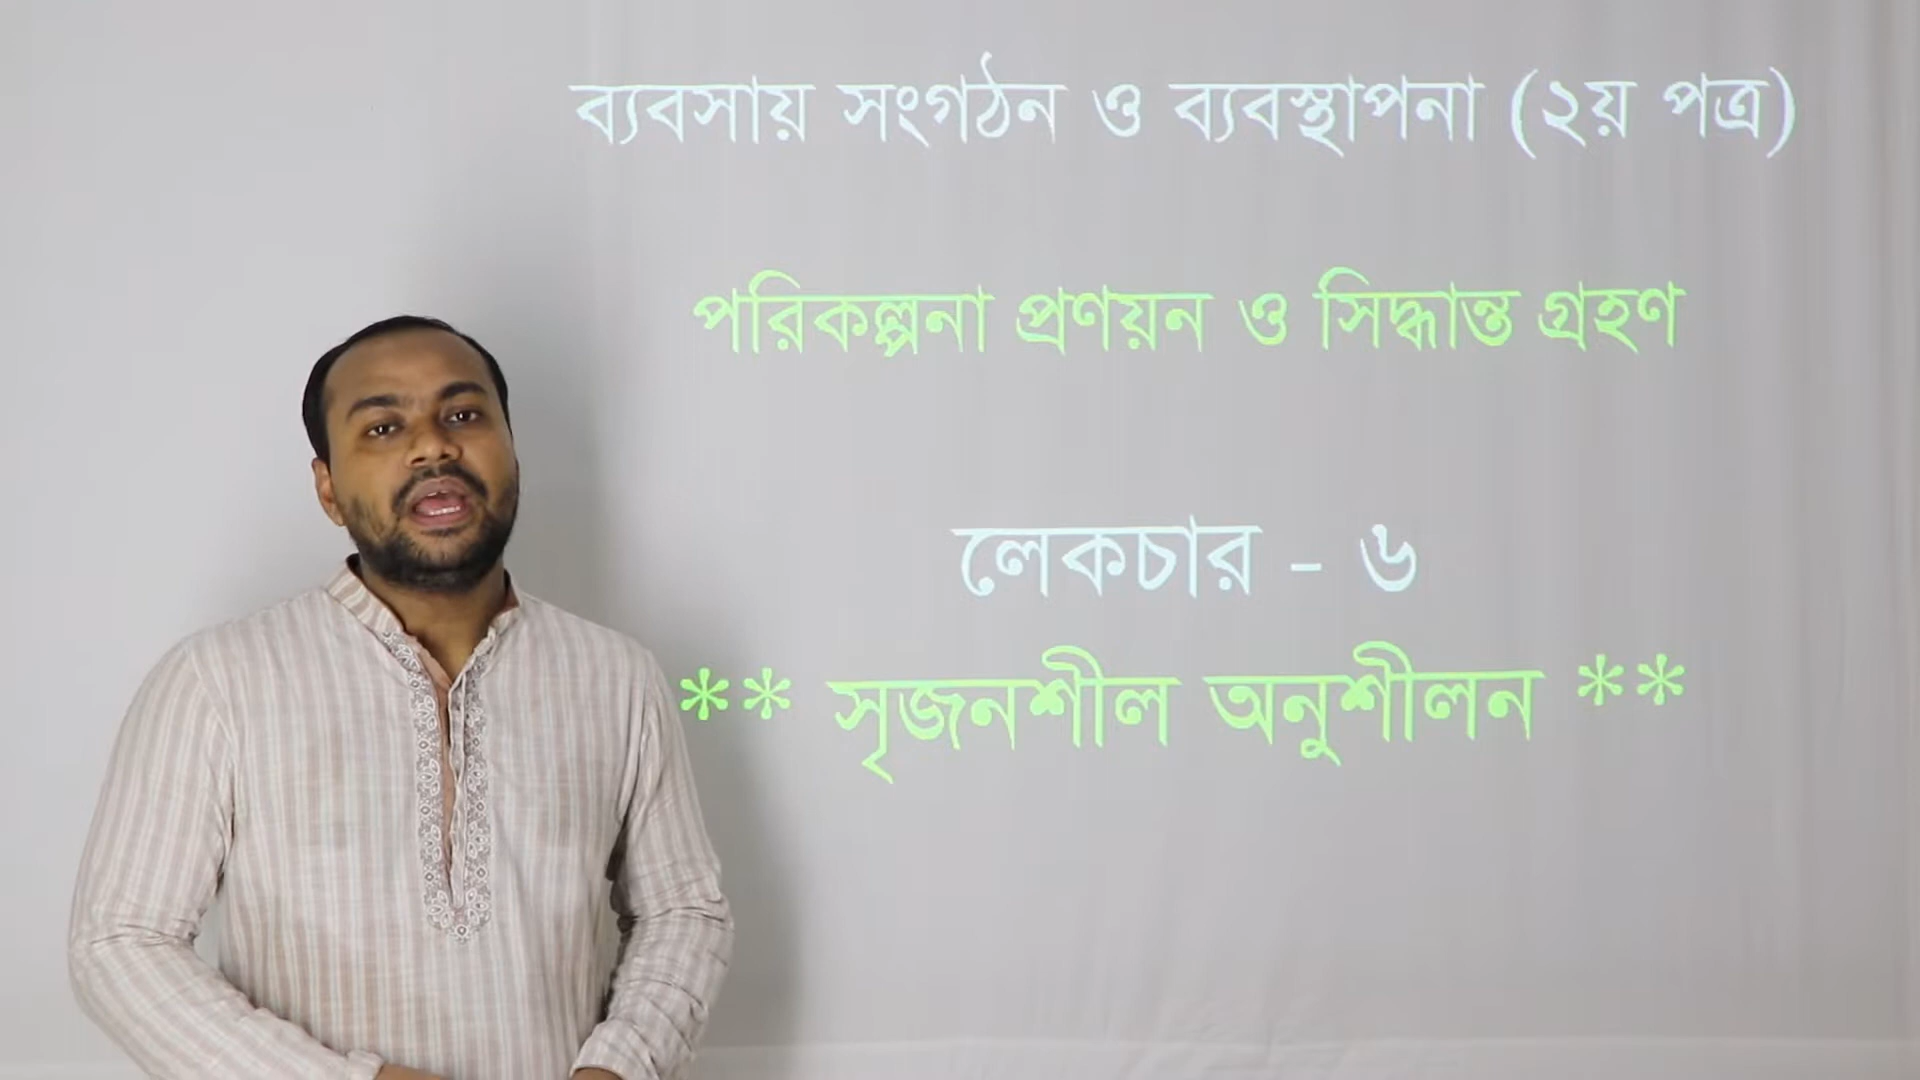 ব্যবসায় সংগঠন ও ব্যবস্থাপনা (২য় পত্র)
পরিকল্পনা প্রণয়ন ও সিদ্ধান্ত গ্রহণ
লেকচার - ৬
** সৃজনশীল অনুশীলন **